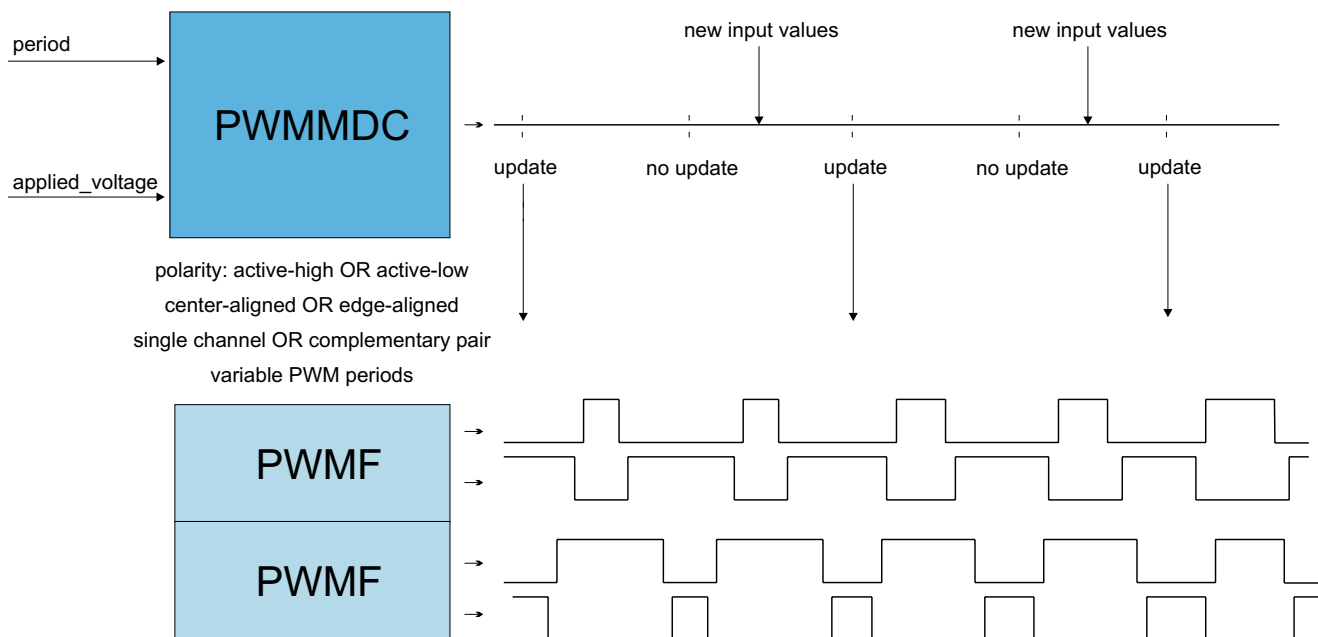 period
PWMMDC
applied_voltage
new input values
new input values
update
no update
update
no update
update
polarity: active-high OR active-low
center-aligned OR edge-aligned
single channel OR complementary pair
variable PWM periods
PWMF
PWMF